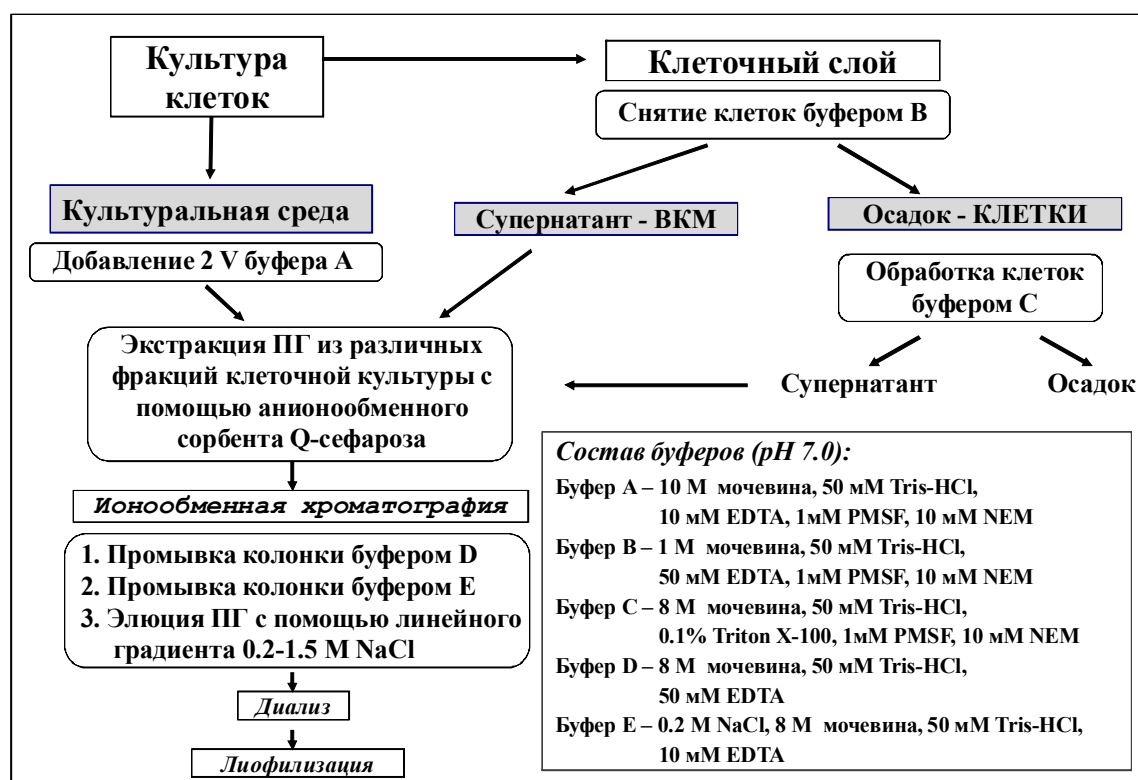 Культура
клеток
Клеточный слой
Снятие клеток буфером В
Культуральная среда
Супернатант - ВКМ
Осадок - КЛЕТКИ
Добавление 2 V буфера А
Обработка клеток
буфером С
Экстракция ПГ из различных
фракций клеточной культуры с
помощью анионообменного
сорбента Q-сефароза
Супернатант
Осадок
Ионообменная хроматография
1. Промывка колонки буфером D
2. Промывка колонки буфером E
3. Элюция ПГ с помощью линейного
градиента 0.2-1.5 М NaCl
Диализ
Лиофилизация
Состав буферов (pH 7.0):
Буфер А – 10 М мочевина, 50 мМ Tris-HCl,
10 мМ EDTA, 1мМ PMSF, 10 мМ NEM
Буфер В – 1 М мочевина, 50 мМ Tris-HCl,
50 мМ EDTA, 1мМ PMSF, 10 мМ NEM
Буфер С – 8 М мочевина, 50 мМ Tris-HCl,
0.1% Triton X-100, 1мМ PMSF, 10 мМ NEM
Буфер D – 8 М мочевина, 50 мМ Tris-HCl,
50 мМ EDTA
Буфер E – 0.2 М NaCl, 8 М мочевина, 50 мМ Tris-HCl,
10 мМ EDTA